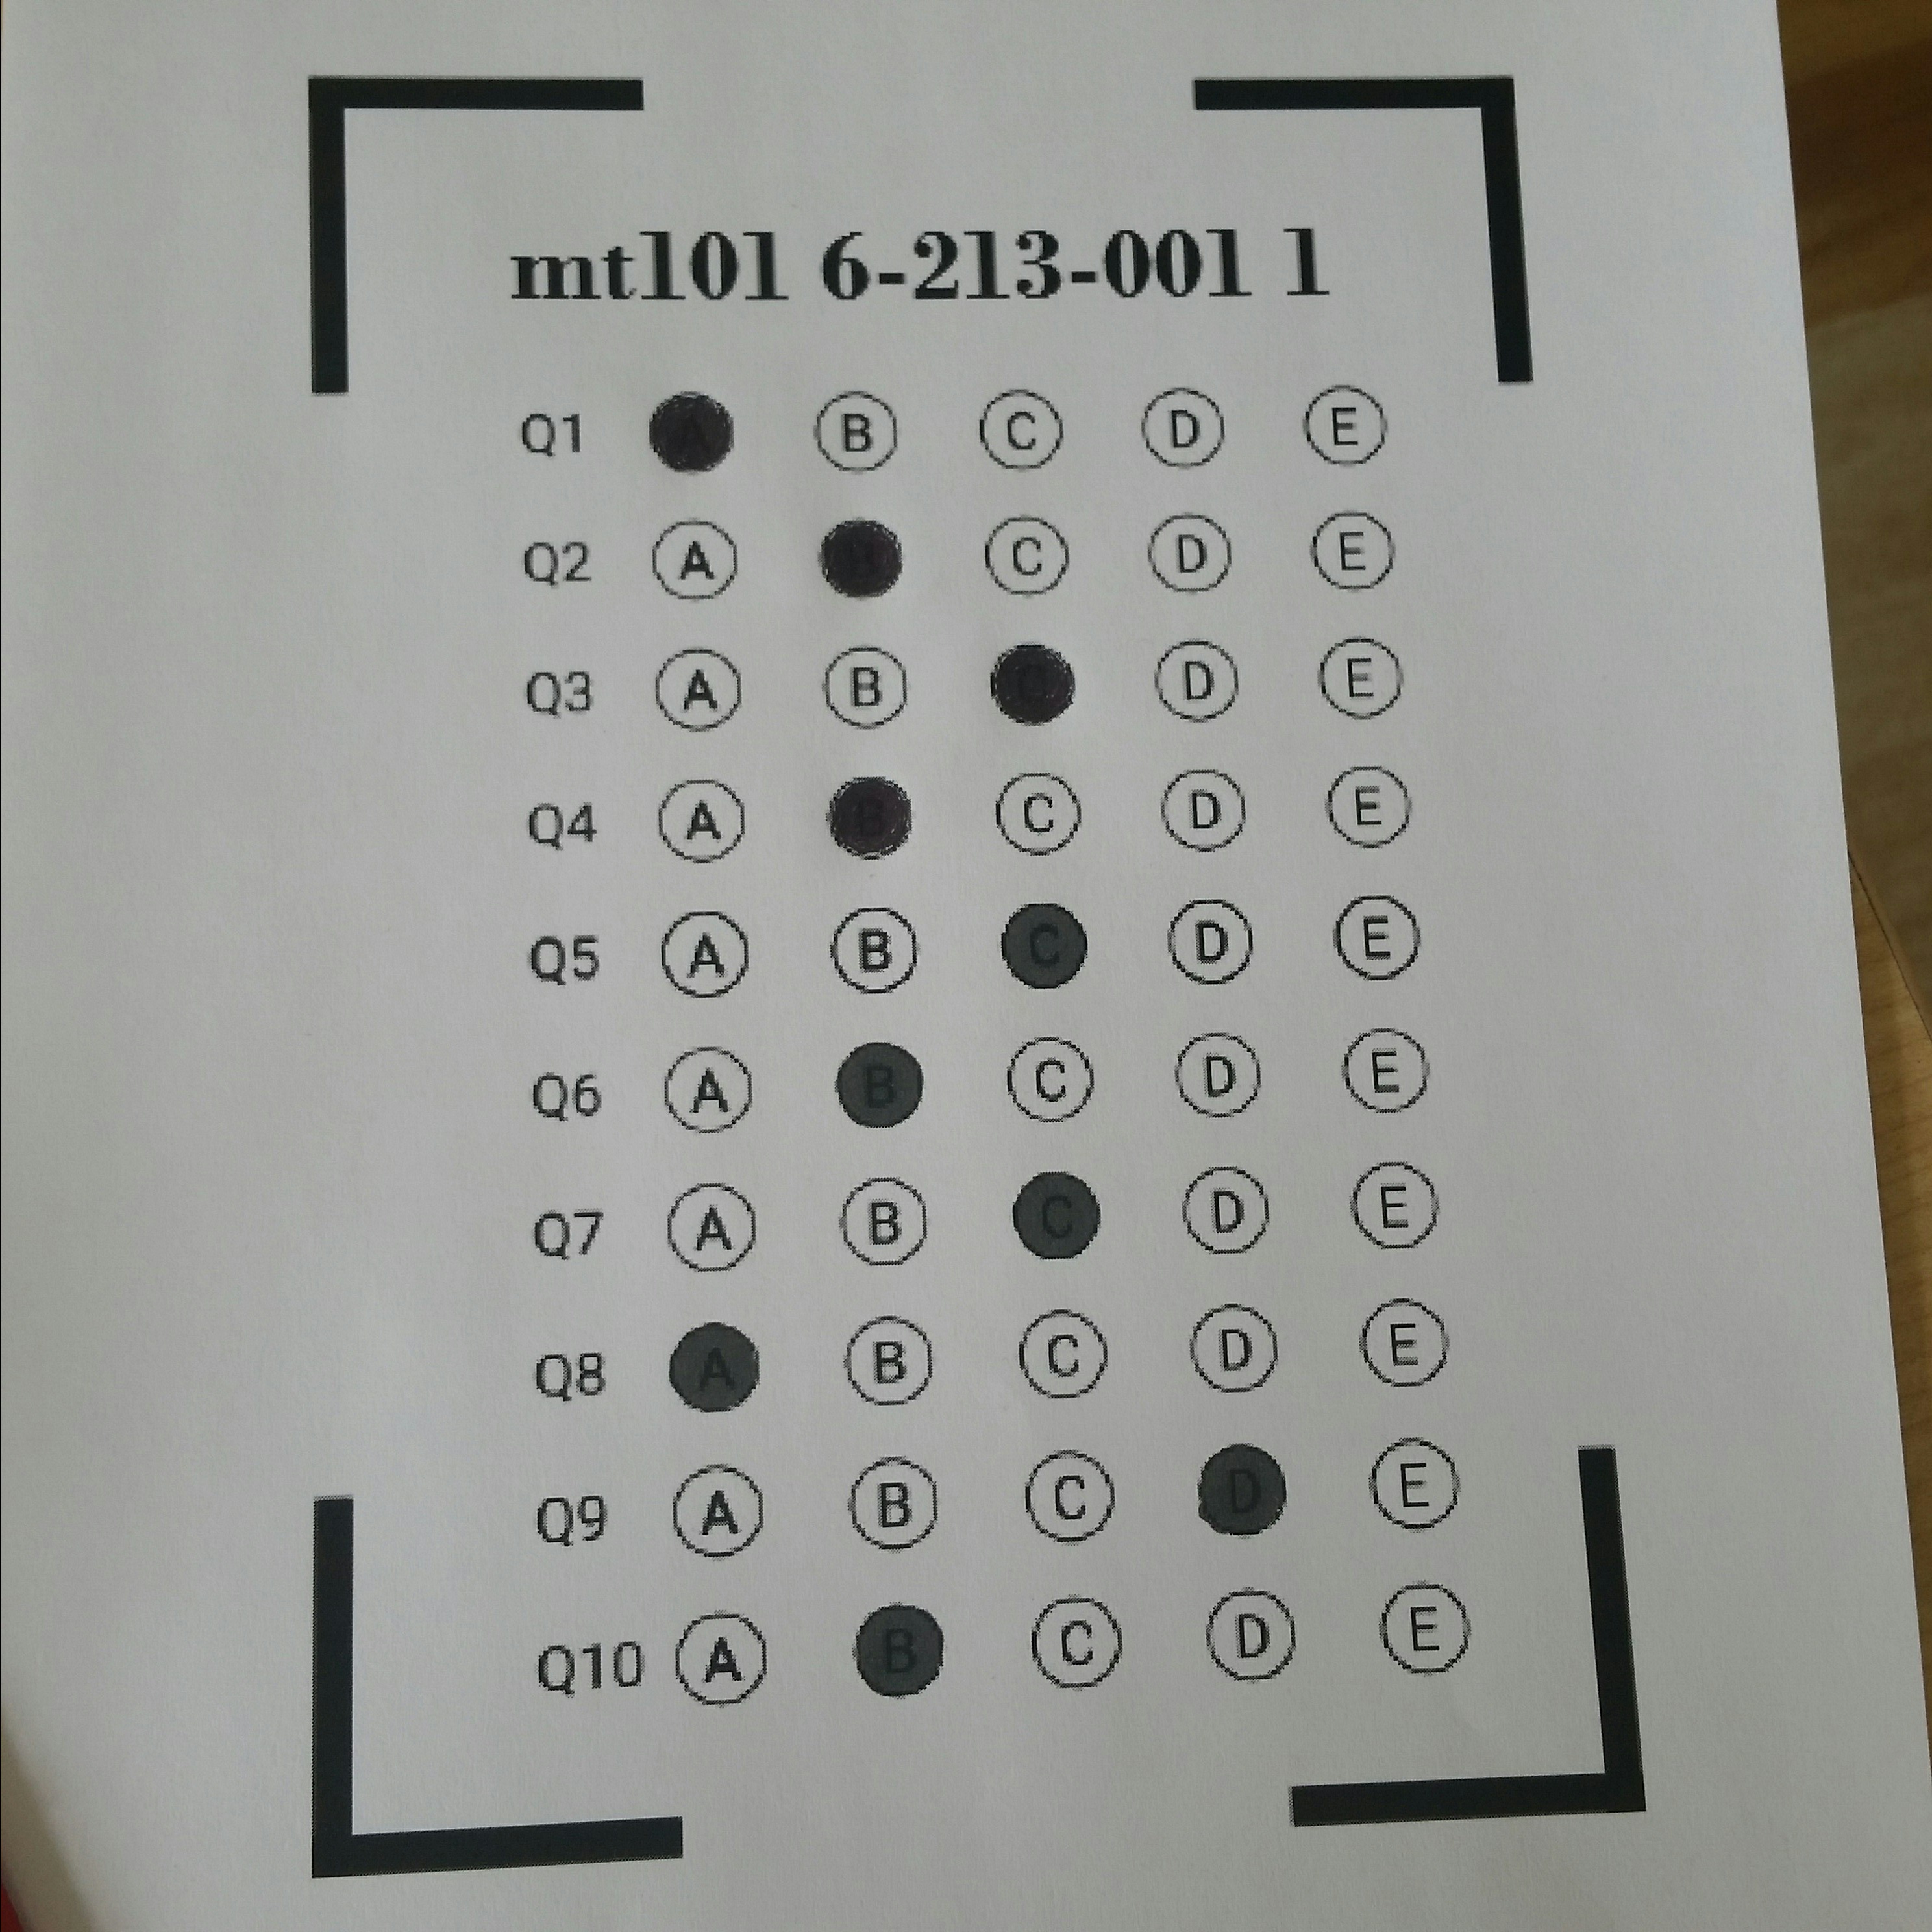 mt101 6-213-001 1
Q1 A B C D E
Q2 A B C D E
Q3 A B C D E
Q4 A B C D E
Q5 A B C D E
Q6 A B C D E
Q7 A B C D E
Q8 A B C D E
Q9 A B C D E
Q10 A B C D E